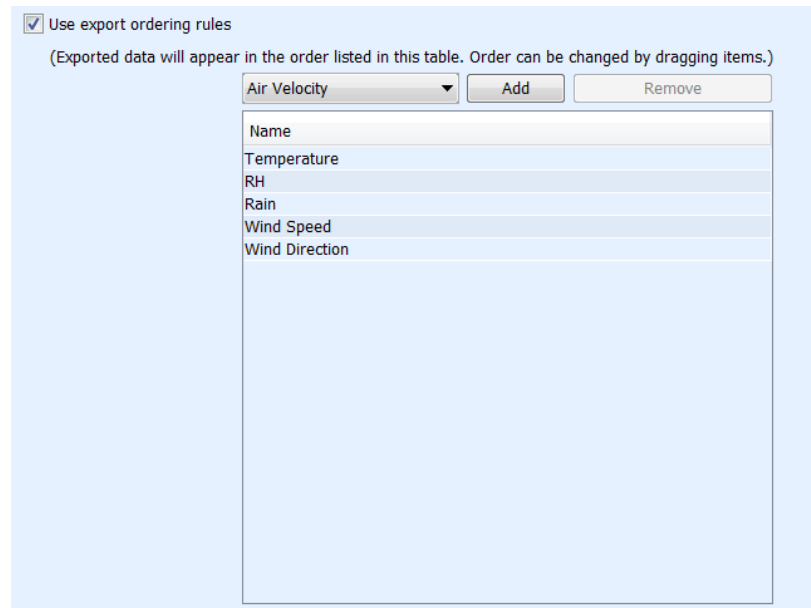 Use export ordering rules
(Exported data will appear in the order listed in this table. Order can be changed by dragging items.)
Air Velocity Add Remove
Name
Temperature
RH
Rain
Wind Speed
Wind Direction